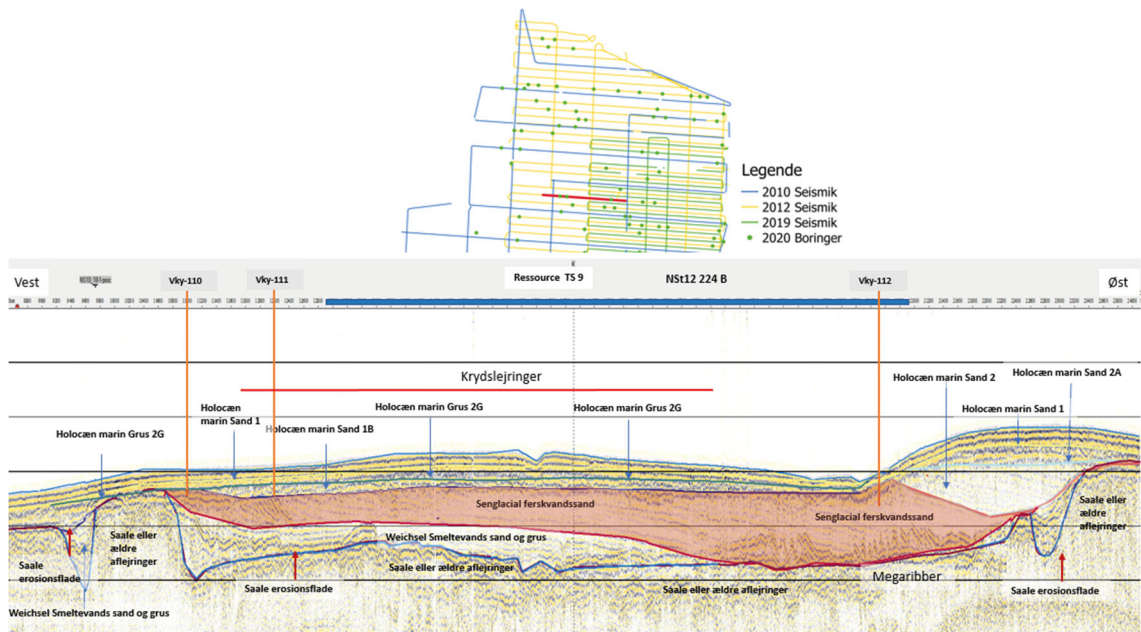 Legende
2010 Seismik
2012 Seismik
2019 Seismik
2020 Boringer
Vest
Vky-110
Vky-111
Ressource TS 9
NSt12 224 B
Vky-112
Øst
Krydslejringer
Holocæn marin Sand 2A
Holocæn marin Sand 2
Holocæn
marin Sand 1
Holocæn marin Grus 2G
Holocæn marin Grus 2G
Holocæn marin Sand 1
Holocæn marin Grus 2G
Holocæn marin Sand 1B
Senglacial ferskvandssand
Senglacial ferskvandssand
Saale eller
ældre
aflejringer
Weichsel Smeltevands sand og grus
Saale eller ældre aflejringer
Saale eller
ældre
aflejringer
Saale
erosionsflade
Megaribber
Saale erosionsflade
Saale eller ældre aflejringer
Saale erosionsflade
Weichsel Smeltevands sand og grus